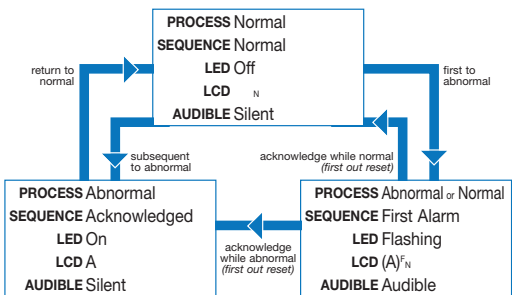 PROCESS Normal
SEQUENCE Normal
LED Off
LCD N
AUDIBLE Silent
return to
normal
first to
abnormal
subsequent
to abnormal
acknowledge while normal
(first out reset)
PROCESS Abnormal
SEQUENCE Acknowledged
LED On
LCD A
AUDIBLE Silent
acknowledge
while abnormal
(first out reset)
PROCESS Abnormal or Normal
SEQUENCE First Alarm
LED Flashing
LCD (A)F N
AUDIBLE Audible